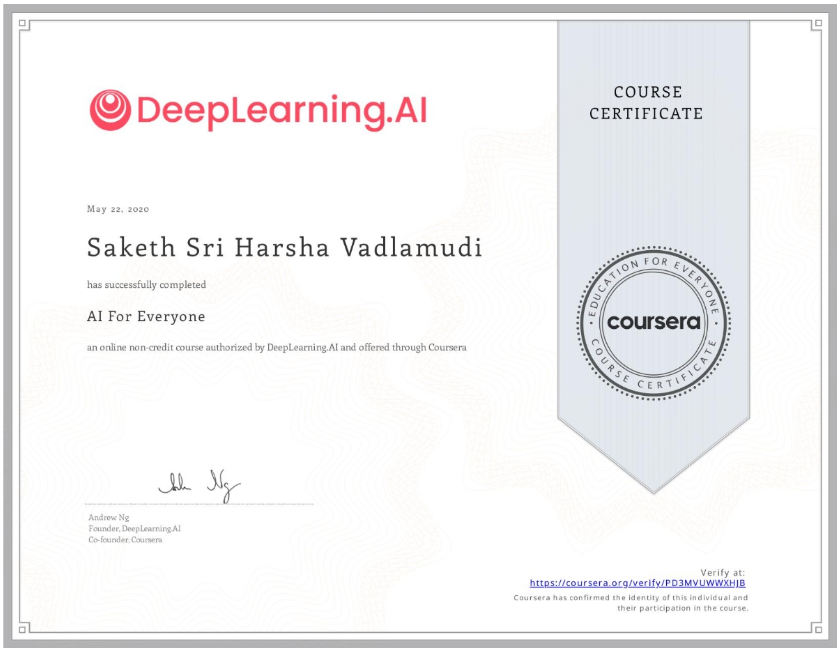 DeepLearning.AI
COURSE
CERTIFICATE
May 22, 2020
Saketh Sri Harsha Vadlamudi
has successfully completed
AI For Everyone
an online non-credit course authorized by DeepLearning.AI and offered through Coursera
EDUCATION FOR EVERYONE
coursera
COURSE CERTIFICATE
Andrew Ng
Founder, DeepLearning.AI
Co-founder, Coursera
Verify at:
https://coursera.org/verify/PD3MVUWWXHJB
Coursera has confirmed the identity of this individual and
their participation in the course.